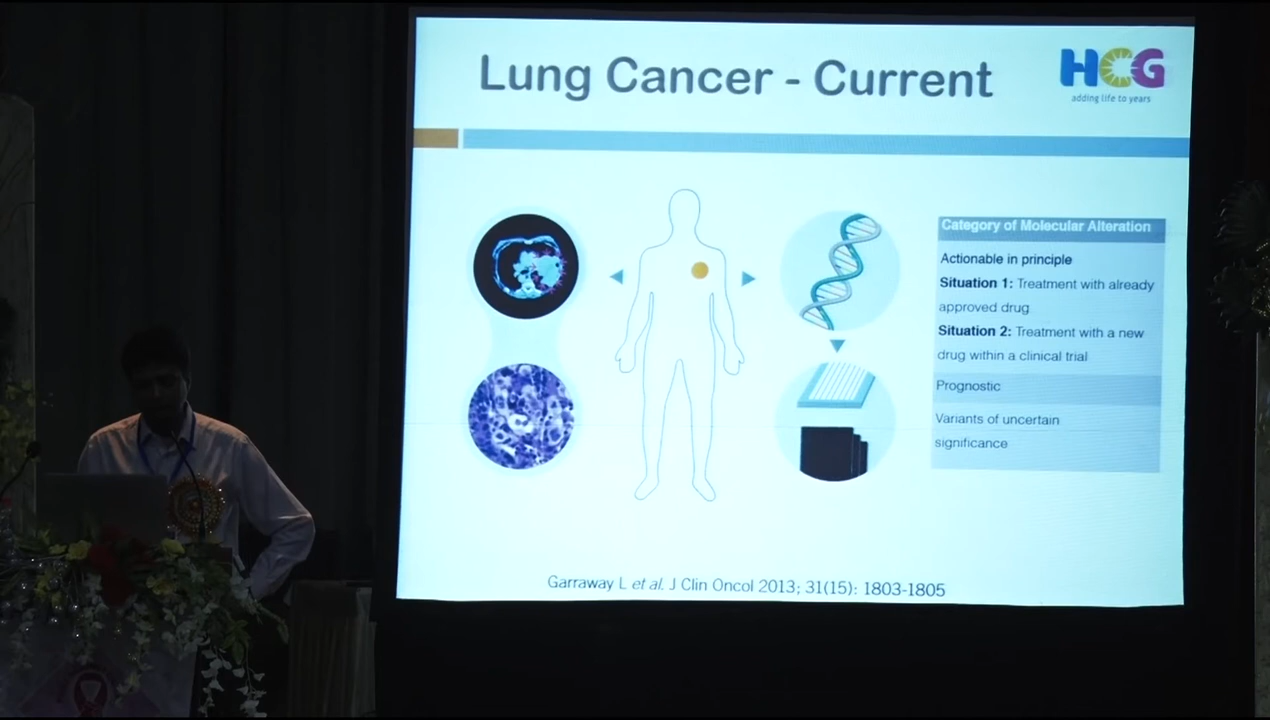 Lung Cancer - Current
HCG
adding life to years
Category of Molecular Alteration
Actionable in principle
Situation 1: Treatment with already
approved drug
Situation 2: Treatment with a new
drug within a clinical trial
Prognostic
Variants of uncertain
significance
Garraway L et al. J Clin Oncol 2013; 31(15): 1803-1805